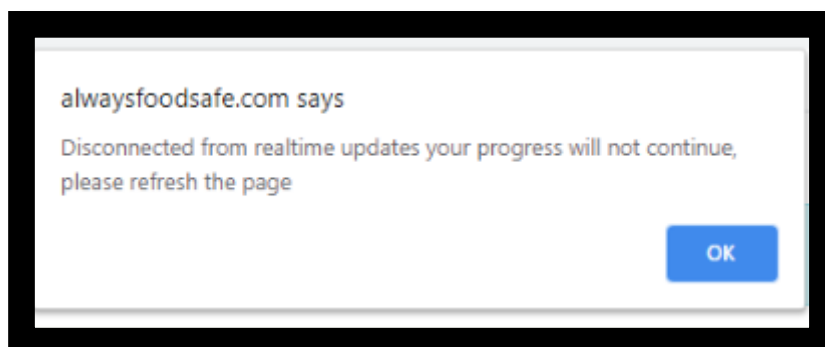 alwaysfoodsafe.com says
Disconnected from realtime updates your progress will not continue,
please refresh the page
OK